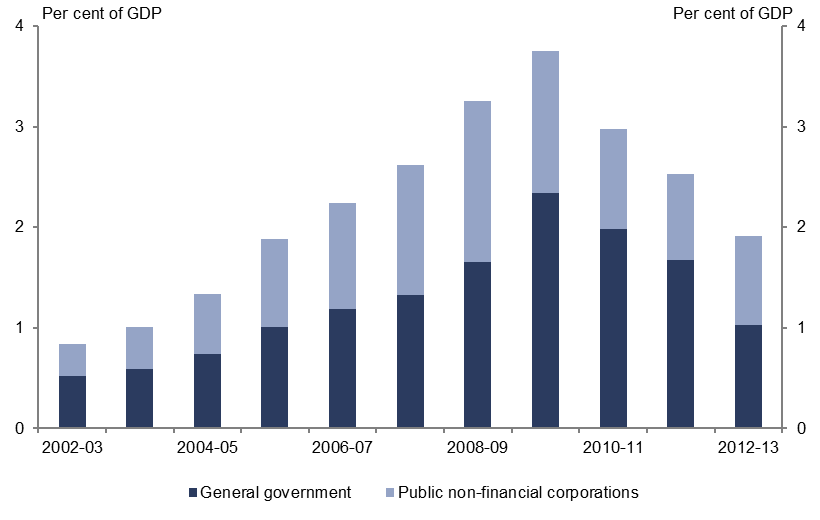 Per cent of GDP Per cent of GDP
4 4
3 3
2 2
1 1
0 0
2002-03 2004-05 2006-07 2008-09 2010-11 2012-13
General government Public non-financial corporations